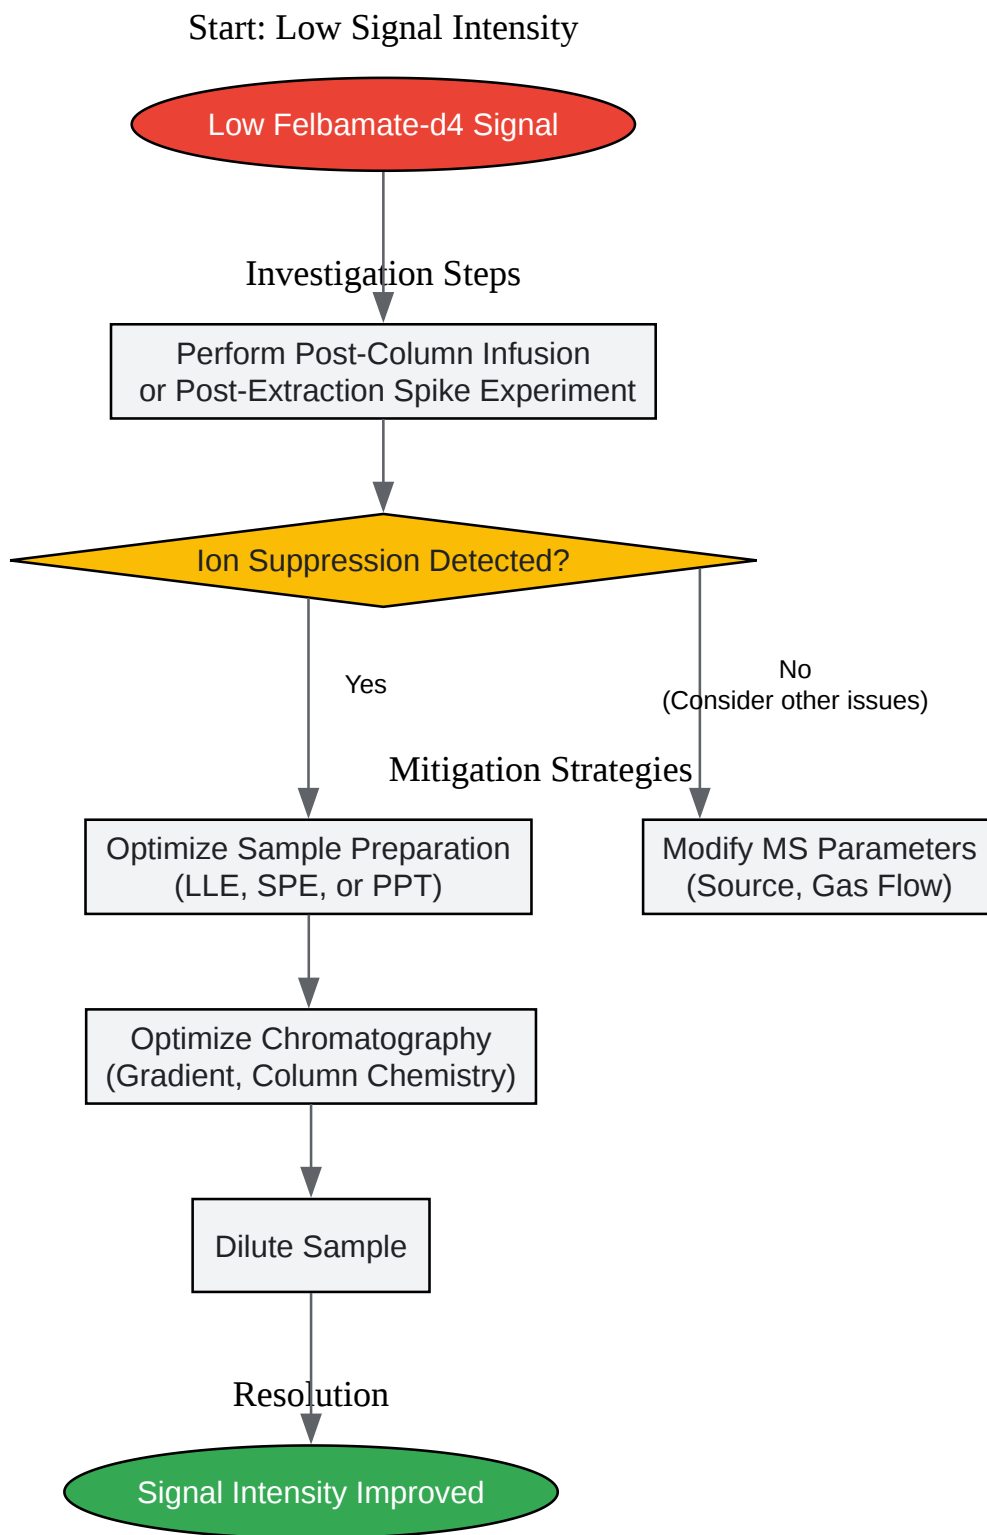 Start: Low Signal Intensity
Low Felbamate-d4 Signal
Investigation Steps
Perform Post-Column Infusion
or Post-Extraction Spike Experiment
Ion Suppression Detected?
Yes
No
(Consider other issues)
Mitigation Strategies
Optimize Sample Preparation
(LLE, SPE, or PPT)
Modify MS Parameters
(Source, Gas Flow)
Optimize Chromatography
(Gradient, Column Chemistry)
Dilute Sample
Resolution
Signal Intensity Improved